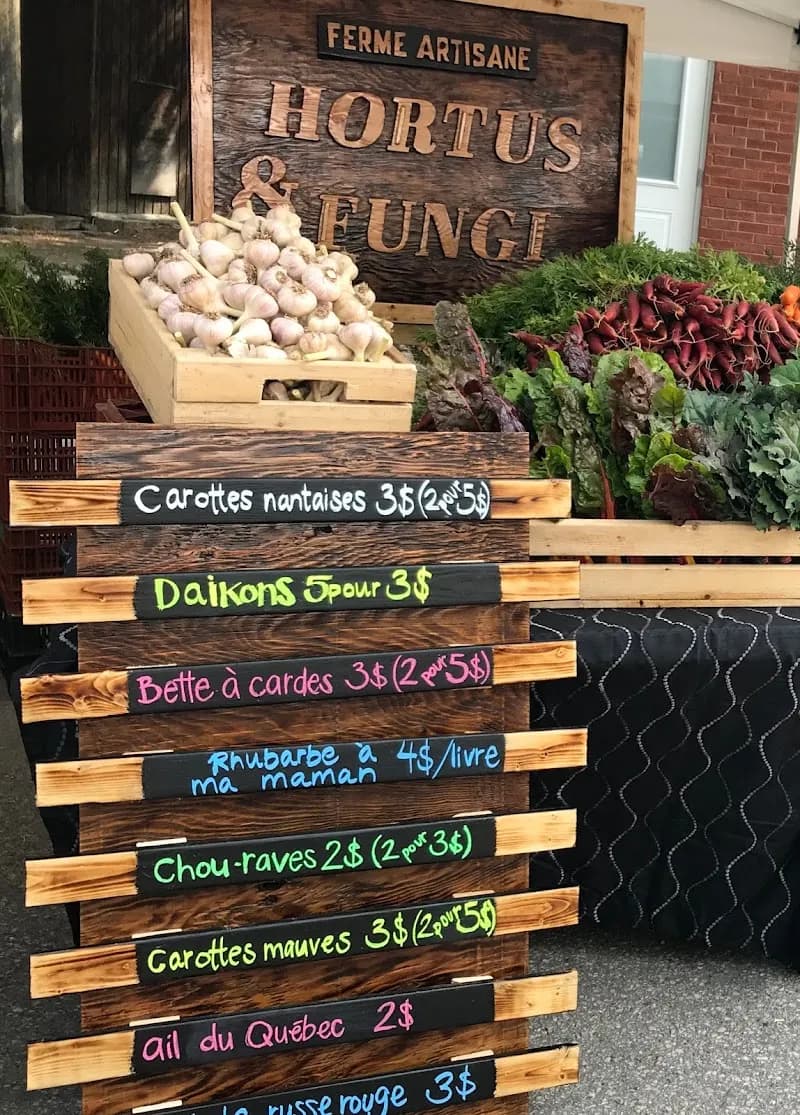 FERME ARTISANE
HORTUS
& FUNGI
Carottes nantaises 3$ (2 pour 5$)
Daikons 5 pour 3$
Bette à cardes 3$ (2 pour 5$)
Rhubarbe à
ma maman 4$/livre
Chou-raves 2$ (2 pour 3$)
Carottes mauves 3$ (2 pour 5$)
ail du Québec 2$
russe rouge 3$